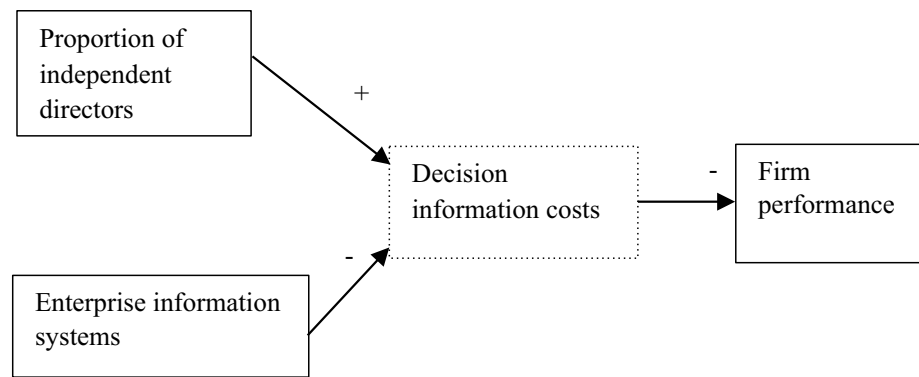 Proportion of
independent
directors
+
Decision
information costs
-
Firm
performance
-
Enterprise information
systems